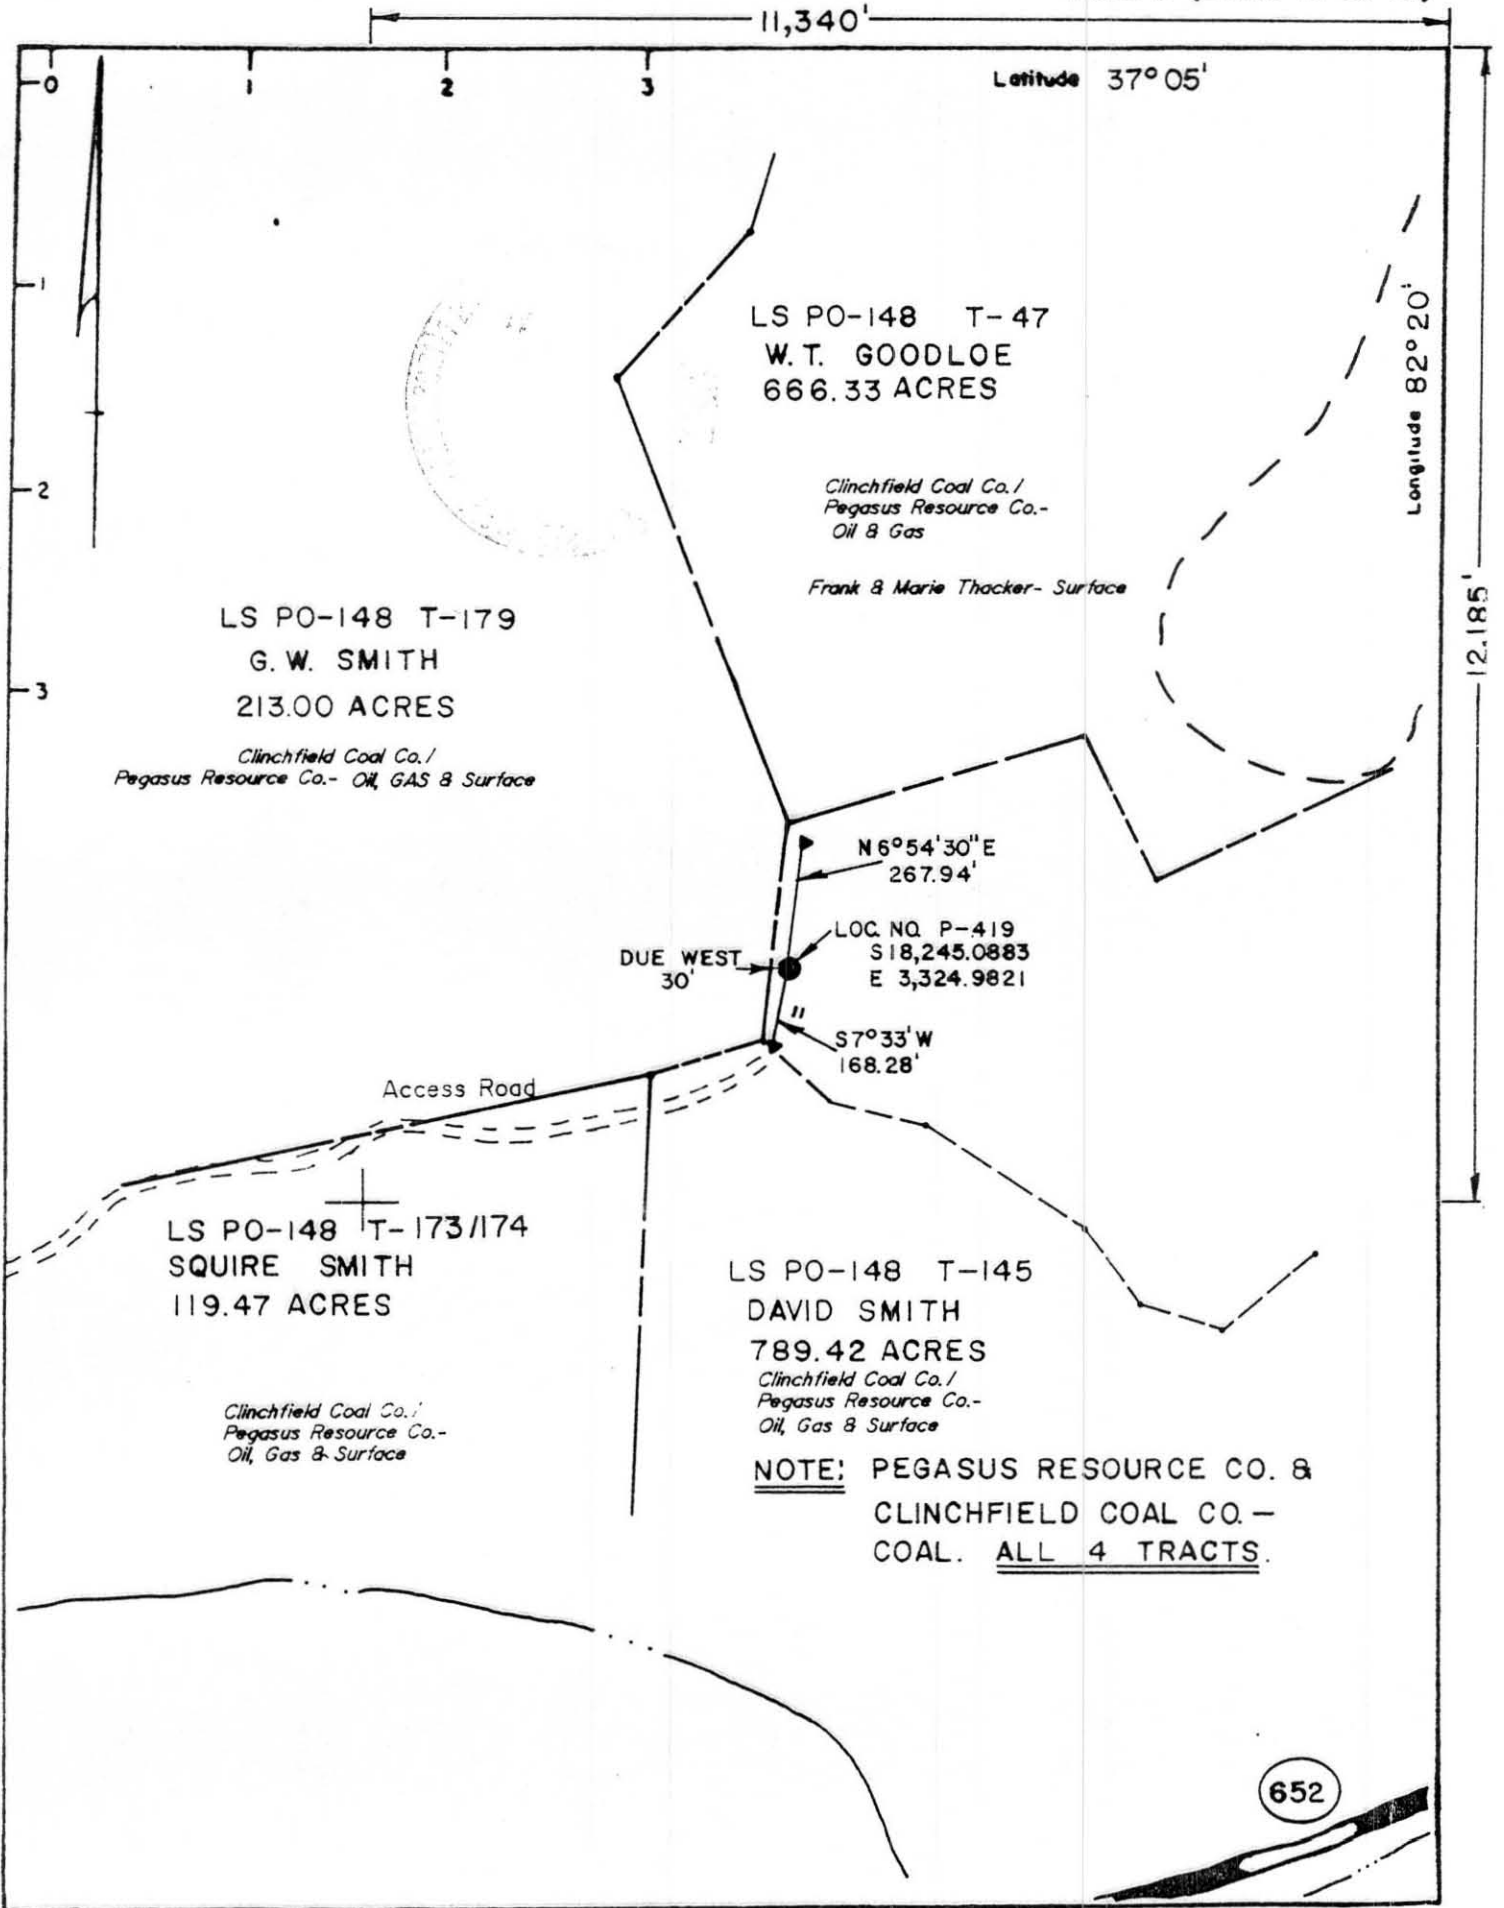 11,340'
0
1
2
3
Latitude 37°05'
1
2
3
Longitude 82°20'
12,185'
LS PO-148 T-47
W.T. GOODLOE
666.33 ACRES
Clinchfield Coal Co./
Pegasus Resource Co.-
Oil & Gas
Frank & Marie Thacker- Surface
LS PO-148 T-179
G.W. SMITH
213.00 ACRES
Clinchfield Coal Co./
Pegasus Resource Co.- Oil, GAS & Surface
N 6°54'30"E
267.94'
LOC. NO. P-419
S 18,245.0883
E 3,324.9821
DUE WEST
30'
"
S7°33'W
168.28'
Access Road
LS PO-148 T-173/174
SQUIRE SMITH
119.47 ACRES
Clinchfield Coal Co./
Pegasus Resource Co.-
Oil, Gas & Surface
LS PO-148 T-145
DAVID SMITH
789.42 ACRES
Clinchfield Coal Co./
Pegasus Resource Co.-
Oil, Gas & Surface
NOTE: PEGASUS RESOURCE CO. &
CLINCHFIELD COAL CO.-
COAL. ALL 4 TRACTS.
652